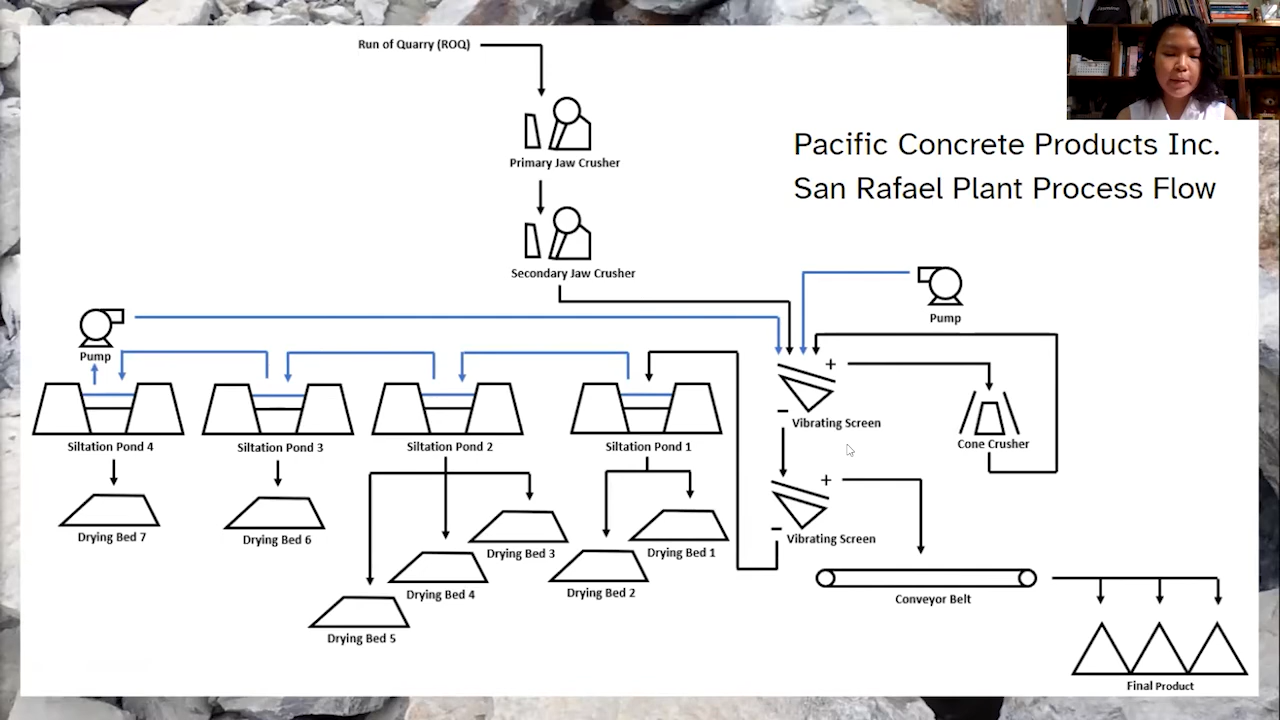 Run of Quarry (ROQ)
Primary Jaw Crusher
Pacific Concrete Products Inc.
San Rafael Plant Process Flow
Secondary Jaw Crusher
Pump
Pump
+
Vibrating Screen
-
Cone Crusher
Siltation Pond 4
Siltation Pond 3
Siltation Pond 2
Siltation Pond 1
+
Vibrating Screen
-
Drying Bed 7
Drying Bed 6
Drying Bed 3
Drying Bed 1
Drying Bed 4
Drying Bed 2
Drying Bed 5
Conveyor Belt
Final Product